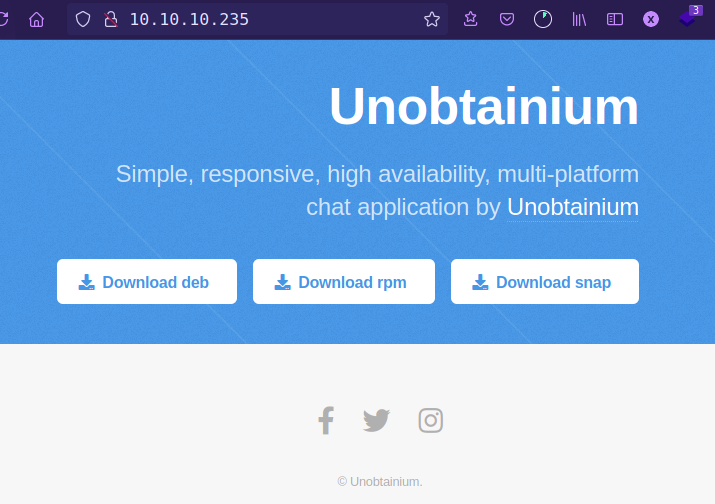 10.10.10.235
3
Unobtainium
Simple, responsive, high availability, multi-platform
chat application by Unobtainium
Download deb Download rpm Download snap
© Unobtainium.